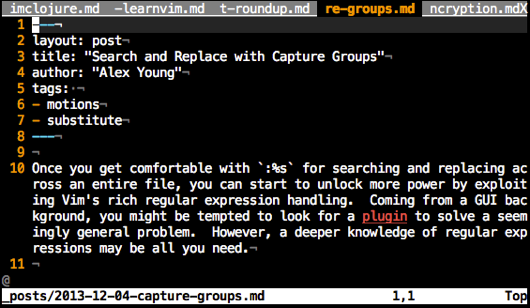 imclojure.md -learnvim.md t-roundup.md re-groups.md ncryption.mdX
1 ---¬
2 layout: post¬
3 title: "Search and Replace with Capture Groups"¬
4 author: "Alex Young"¬
5 tags:·¬
6 - motions¬
7 - substitute¬
8 ---¬
9 ¬
10 Once you get comfortable with `:%s` for searching and replacing ac
ross an entire file, you can start to unlock more power by exploit
ing Vim's rich regular expression handling.  Coming from a GUI bac
kground, you might be tempted to look for a plugin to solve a seem
ingly general problem.  However, a deeper knowledge of regular exp
ressions may be all you need.¬
11 ¬
@
_posts/2013-12-04-capture-groups.md 1,1 Top